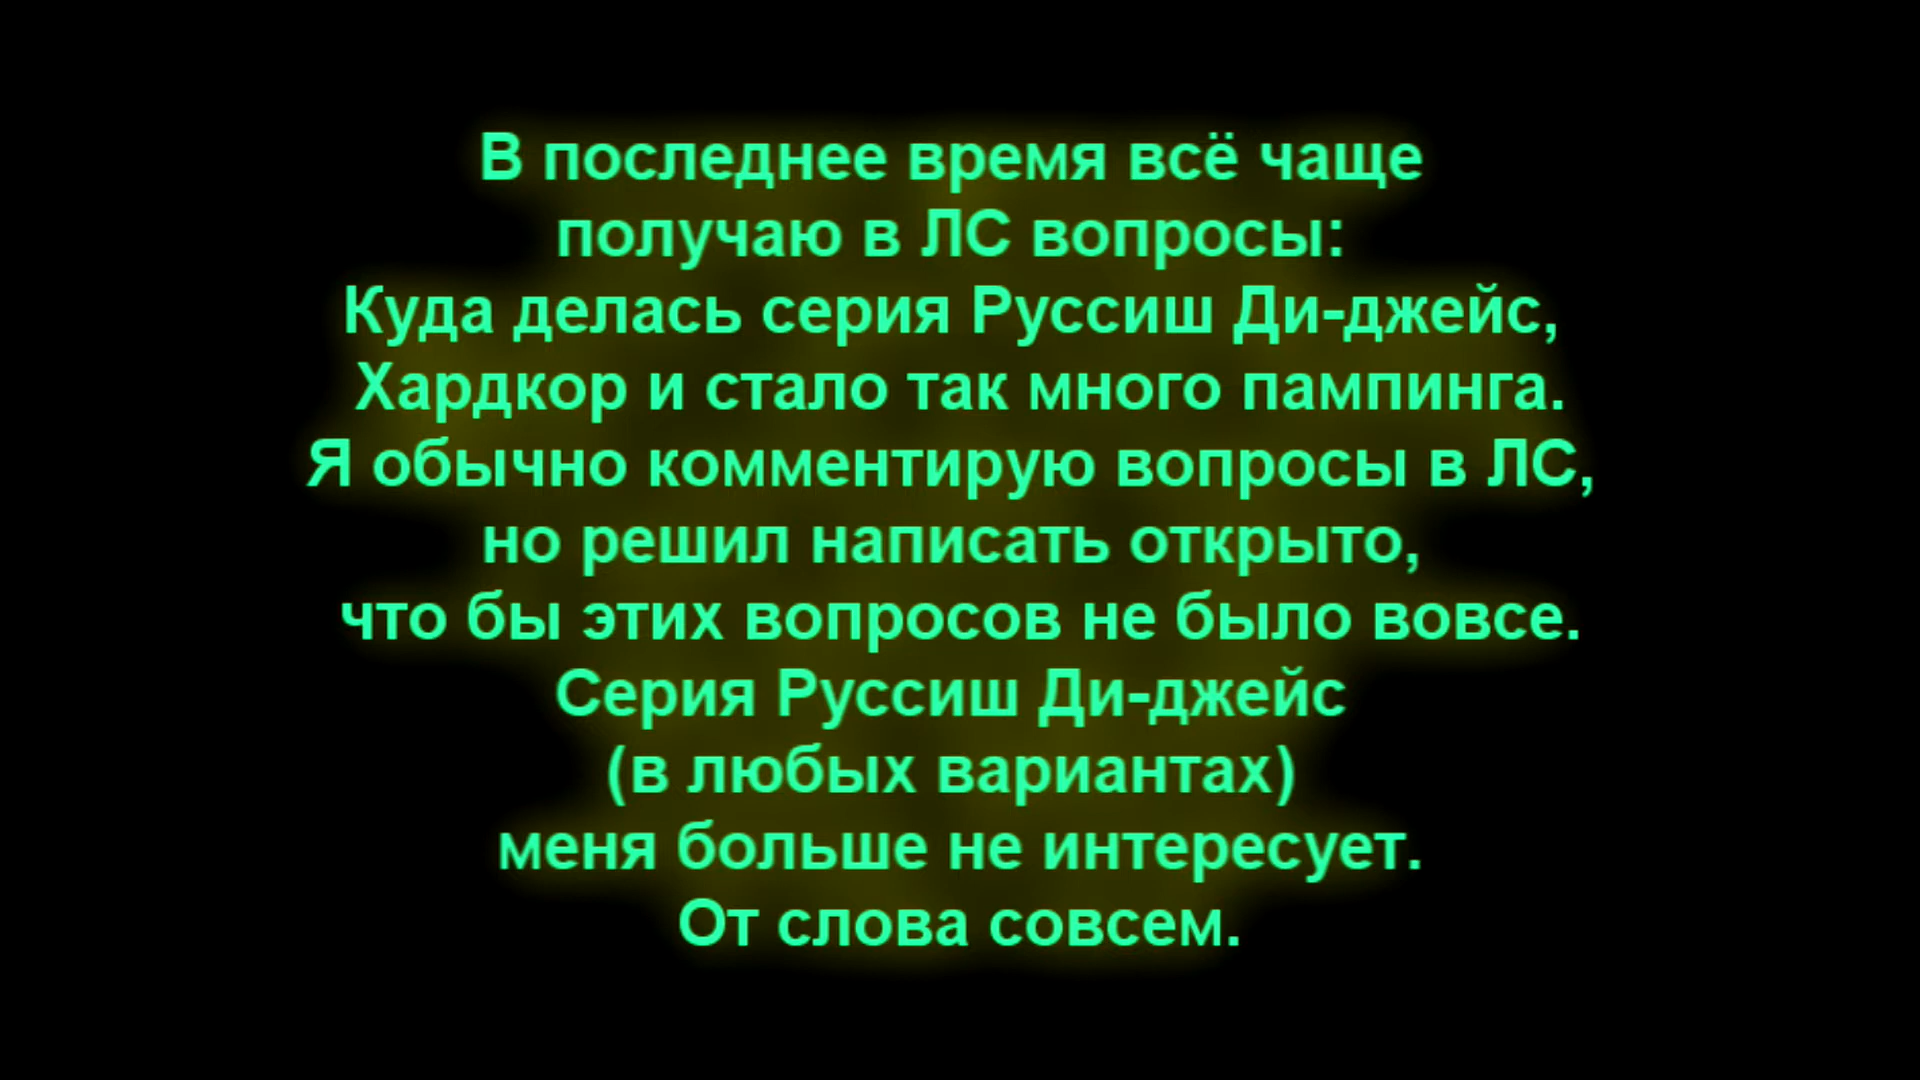 В последнее время всё чаще
получаю в ЛС вопросы:
Куда делась серия Руссиш Ди-джейс,
Хардкор и стало так много пампинга.
Я обычно комментирую вопросы в ЛС,
но решил написать открыто,
что бы этих вопросов не было вовсе.
Серия Руссиш Ди-джейс
(в любых вариантах)
меня больше не интересует.
От слова совсем.